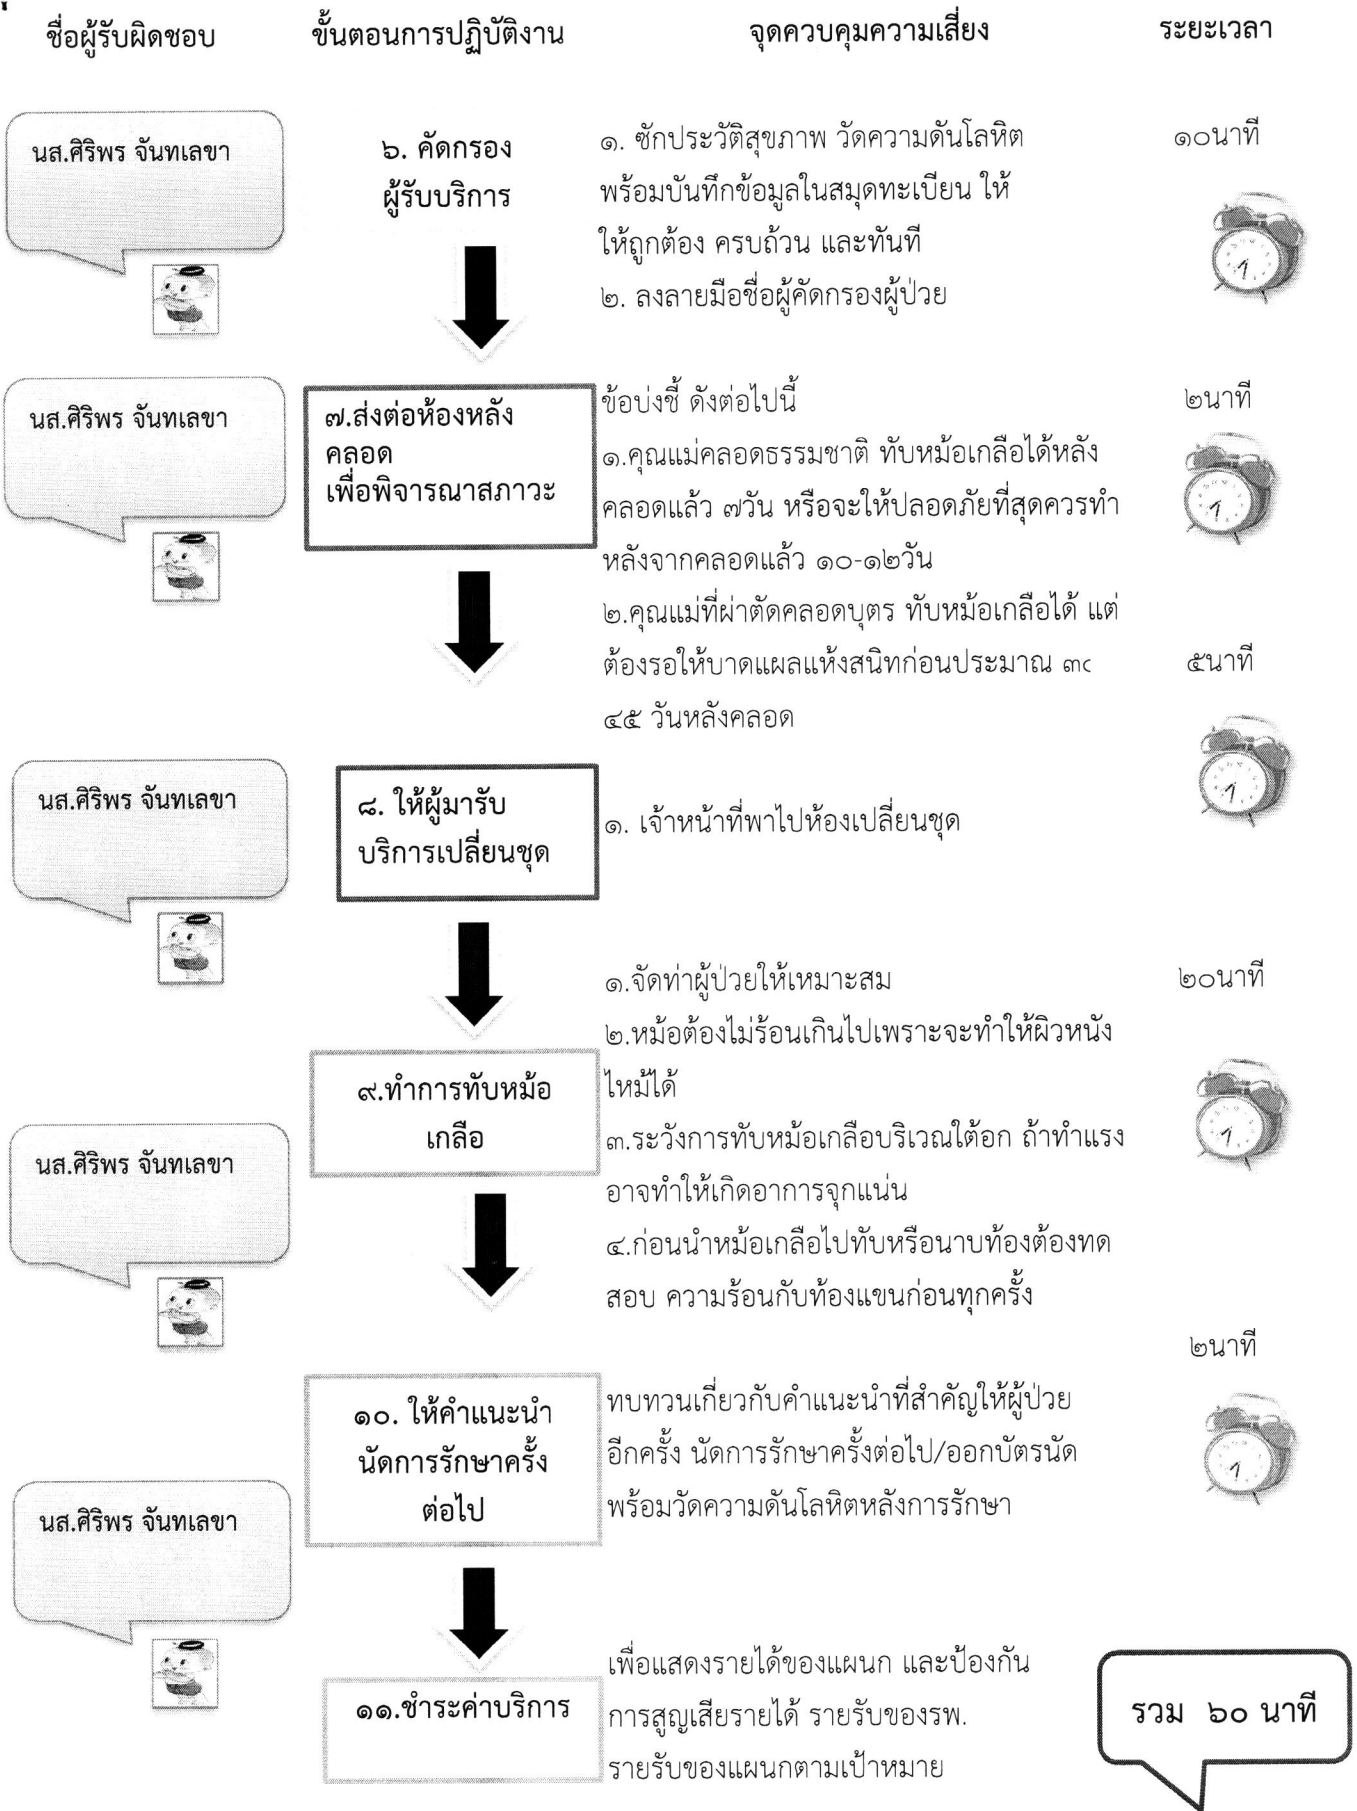 ชื่อผู้รับผิดชอบ
ขั้นตอนการปฏิบัติงาน
จุดควบคุมความเสี่ยง
ระยะเวลา
นส.ศิริพร จันทเลขา
๖. คัดกรอง
ผู้รับบริการ
๑. ซักประวัติสุขภาพ วัดความดันโลหิต
พร้อมบันทึกข้อมูลในสมุดทะเบียน ให้
ให้ถูกต้อง ครบถ้วน และทันที
๒. ลงลายมือชื่อผู้คัดกรองผู้ป่วย
๑๐นาที
นส.ศิริพร จันทเลขา
๗.ส่งต่อห้องหลัง
คลอด
เพื่อพิจารณาสภาวะ
ข้อบ่งชี้ ดังต่อไปนี้
๑.คุณแม่คลอดธรรมชาติ ทับหม้อเกลือได้หลัง
คลอดแล้ว ๗วัน หรือจะให้ปลอดภัยที่สุดควรทำ
หลังจากคลอดแล้ว ๑๐-๑๒วัน
๒.คุณแม่ที่ผ่าตัดคลอดบุตร ทับหม้อเกลือได้ แต่
ต้องรอให้บาดแผลแห้งสนิทก่อนประมาณ
๔๕ วันหลังคลอด
๒นาที
๕นาที
นส.ศิริพร จันทเลขา
๘. ให้ผู้มารับ
บริการเปลี่ยนชุด
๑. เจ้าหน้าที่พาไปห้องเปลี่ยนชุด
นส.ศิริพร จันทเลขา
๙.ทำการทับหม้อ
เกลือ
๑.จัดท่าผู้ป่วยให้เหมาะสม
๒.หม้อต้องไม่ร้อนเกินไปเพราะจะทำให้ผิวหนัง
ไหม้ได้
๓.ระวังการทับหม้อเกลือบริเวณใต้อก ถ้าทำแรง
อาจทำให้เกิดอาการจุกแน่น
๔.ก่อนนำหม้อเกลือไปทับหรือนาบท้องต้องทด
สอบ ความร้อนกับท้องแขนก่อนทุกครั้ง
๒๐นาที
นส.ศิริพร จันทเลขา
๑๐. ให้คำแนะนำ
นัดการรักษาครั้ง
ต่อไป
ทบทวนเกี่ยวกับคำแนะนำที่สำคัญให้ผู้ป่วย
อีกครั้ง นัดการรักษาครั้งต่อไป/ออกบัตรนัด
พร้อมวัดความดันโลหิตหลังการรักษา
๒นาที
๑๑.ชำระค่าบริการ
เพื่อแสดงรายได้ของแผนก และป้องกัน
การสูญเสียรายได้ รายรับของรพ.
รายรับของแผนกตามเป้าหมาย
รวม ๖๐ นาที